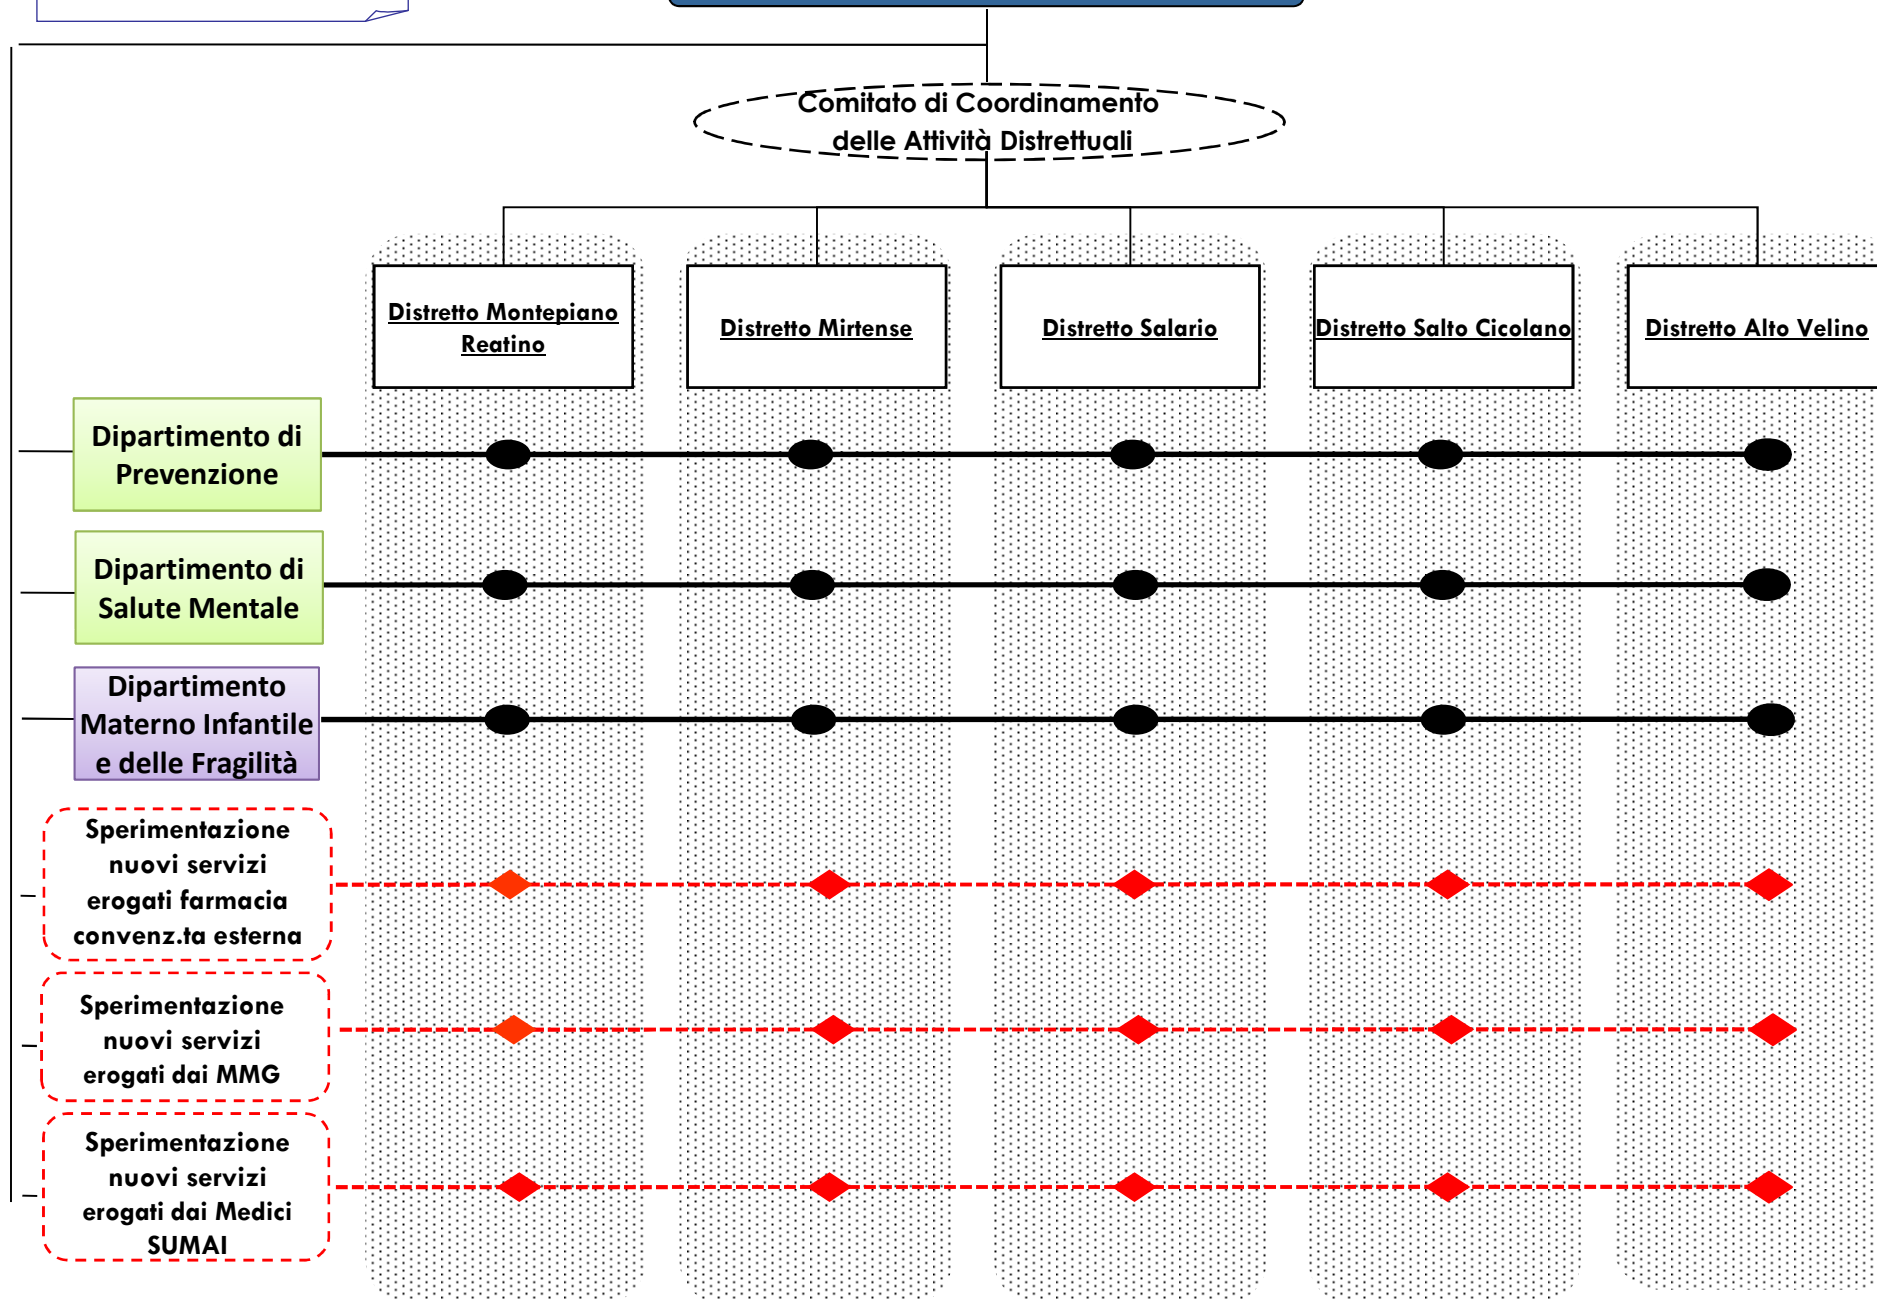 Comitato di Coordinamento
delle Attività Distrettuali
Distretto Montepiano
Reatino
Distretto Mirtense
Distretto Salario
Distretto Salto Cicolano
Distretto Alto Velino
Dipartimento di
Prevenzione
Dipartimento di
Salute Mentale
Dipartimento
Materno Infantile
e delle Fragilità
Sperimentazione
nuovi servizi
erogati farmacia
convenz.ta esterna
Sperimentazione
nuovi servizi
erogati dai MMG
Sperimentazione
nuovi servizi
erogati dai Medici
SUMAI